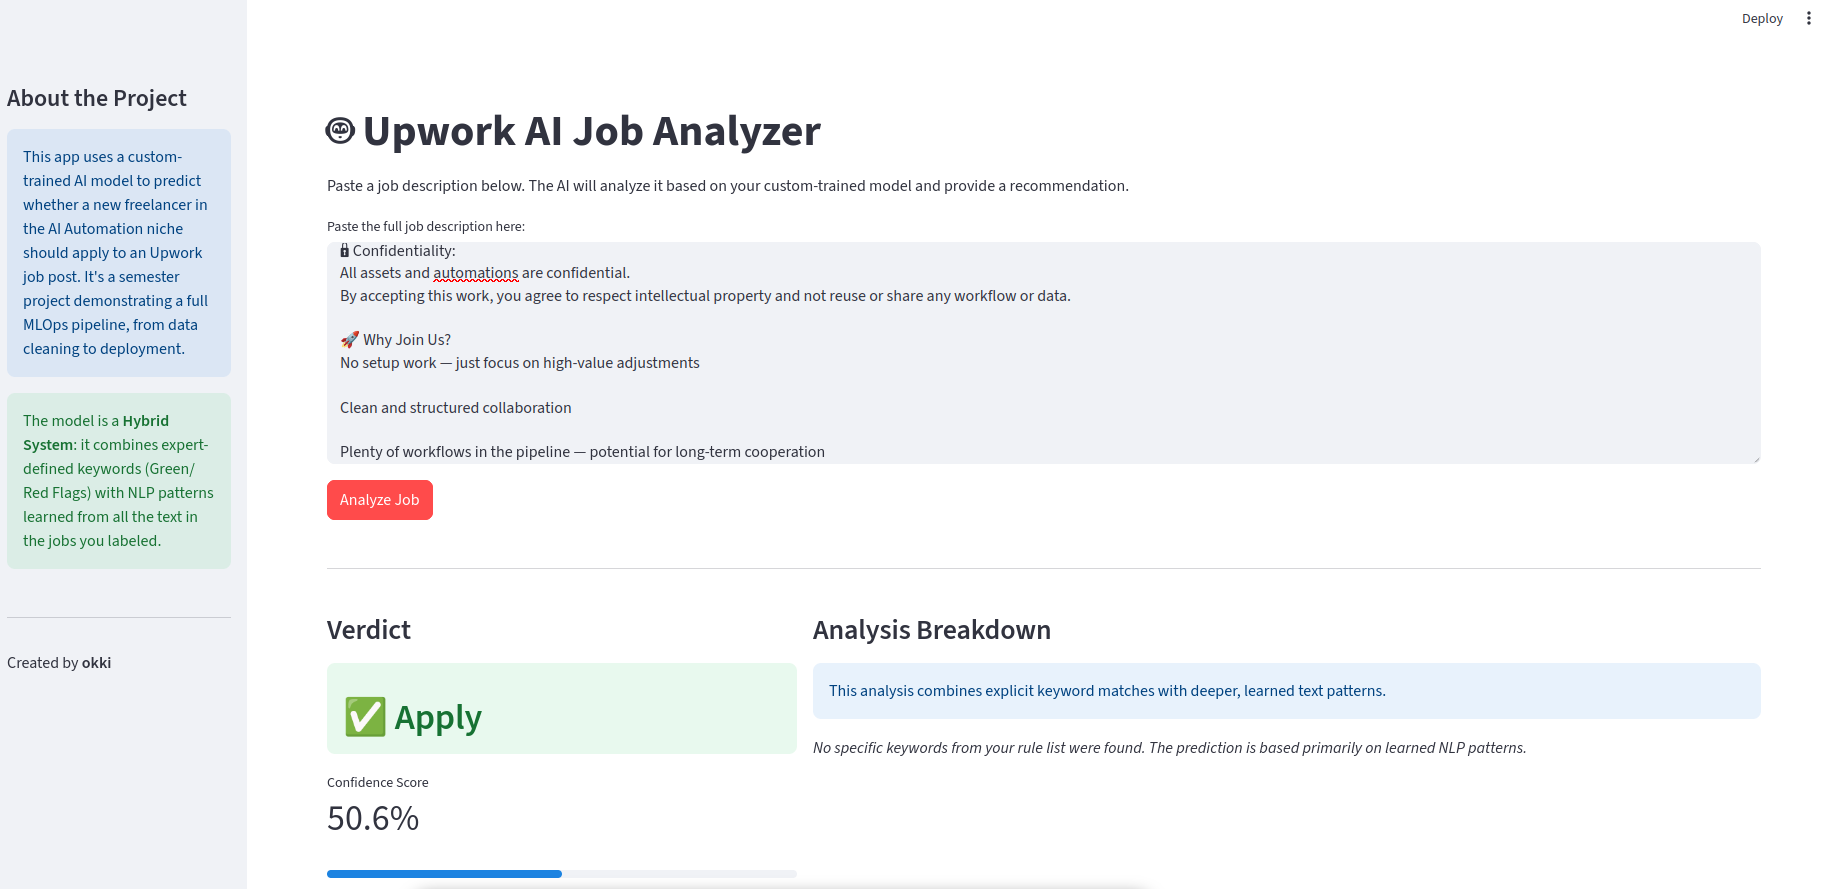 Deploy
About the Project
This app uses a custom-
trained AI model to predict
whether a new freelancer in
the AI Automation niche
should apply to an Upwork
job post. It's a semester
project demonstrating a full
MLOps pipeline, from data
cleaning to deployment.
The model is a Hybrid
System: it combines expert-
defined keywords (Green/
Red Flags) with NLP patterns
learned from all the text in
the jobs you labeled.
Created by okki
Upwork AI Job Analyzer
Paste a job description below. The AI will analyze it based on your custom-trained model and provide a recommendation.
Paste the full job description here:
🔒 Confidentiality:
All assets and automations are confidential.
By accepting this work, you agree to respect intellectual property and not reuse or share any workflow or data.
🚀 Why Join Us?
No setup work — just focus on high-value adjustments
Clean and structured collaboration
Plenty of workflows in the pipeline — potential for long-term cooperation
Analyze Job
Verdict
✅ Apply
Confidence Score
50.6%
Analysis Breakdown
This analysis combines explicit keyword matches with deeper, learned text patterns.
No specific keywords from your rule list were found. The prediction is based primarily on learned NLP patterns.